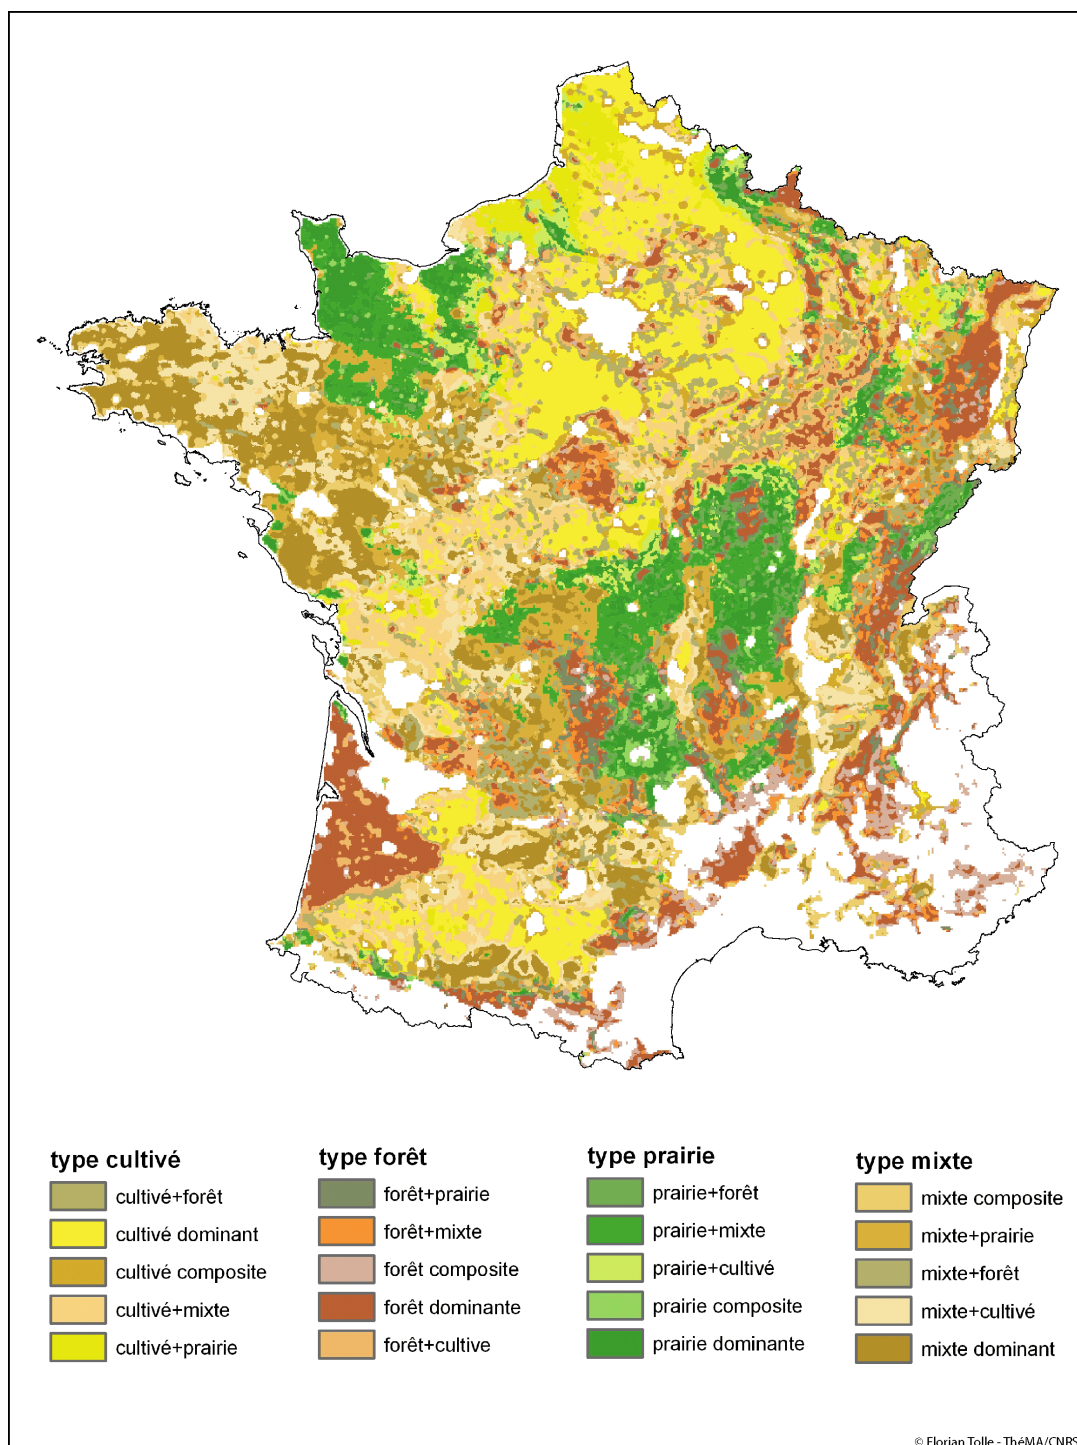 type cultivé
cultivé+forêt
cultivé dominant
cultivé composite
cultivé+mixte
cultivé+prairie
type forêt
forêt+prairie
forêt+mixte
forêt composite
forêt dominante
forêt+cultive
type prairie
prairie+forêt
prairie+mixte
prairie+cultivé
prairie composite
prairie dominante
type mixte
mixte composite
mixte+prairie
mixte+forêt
mixte+cultivé
mixte dominant
© Florian Tolle - ThéMA/CNRS